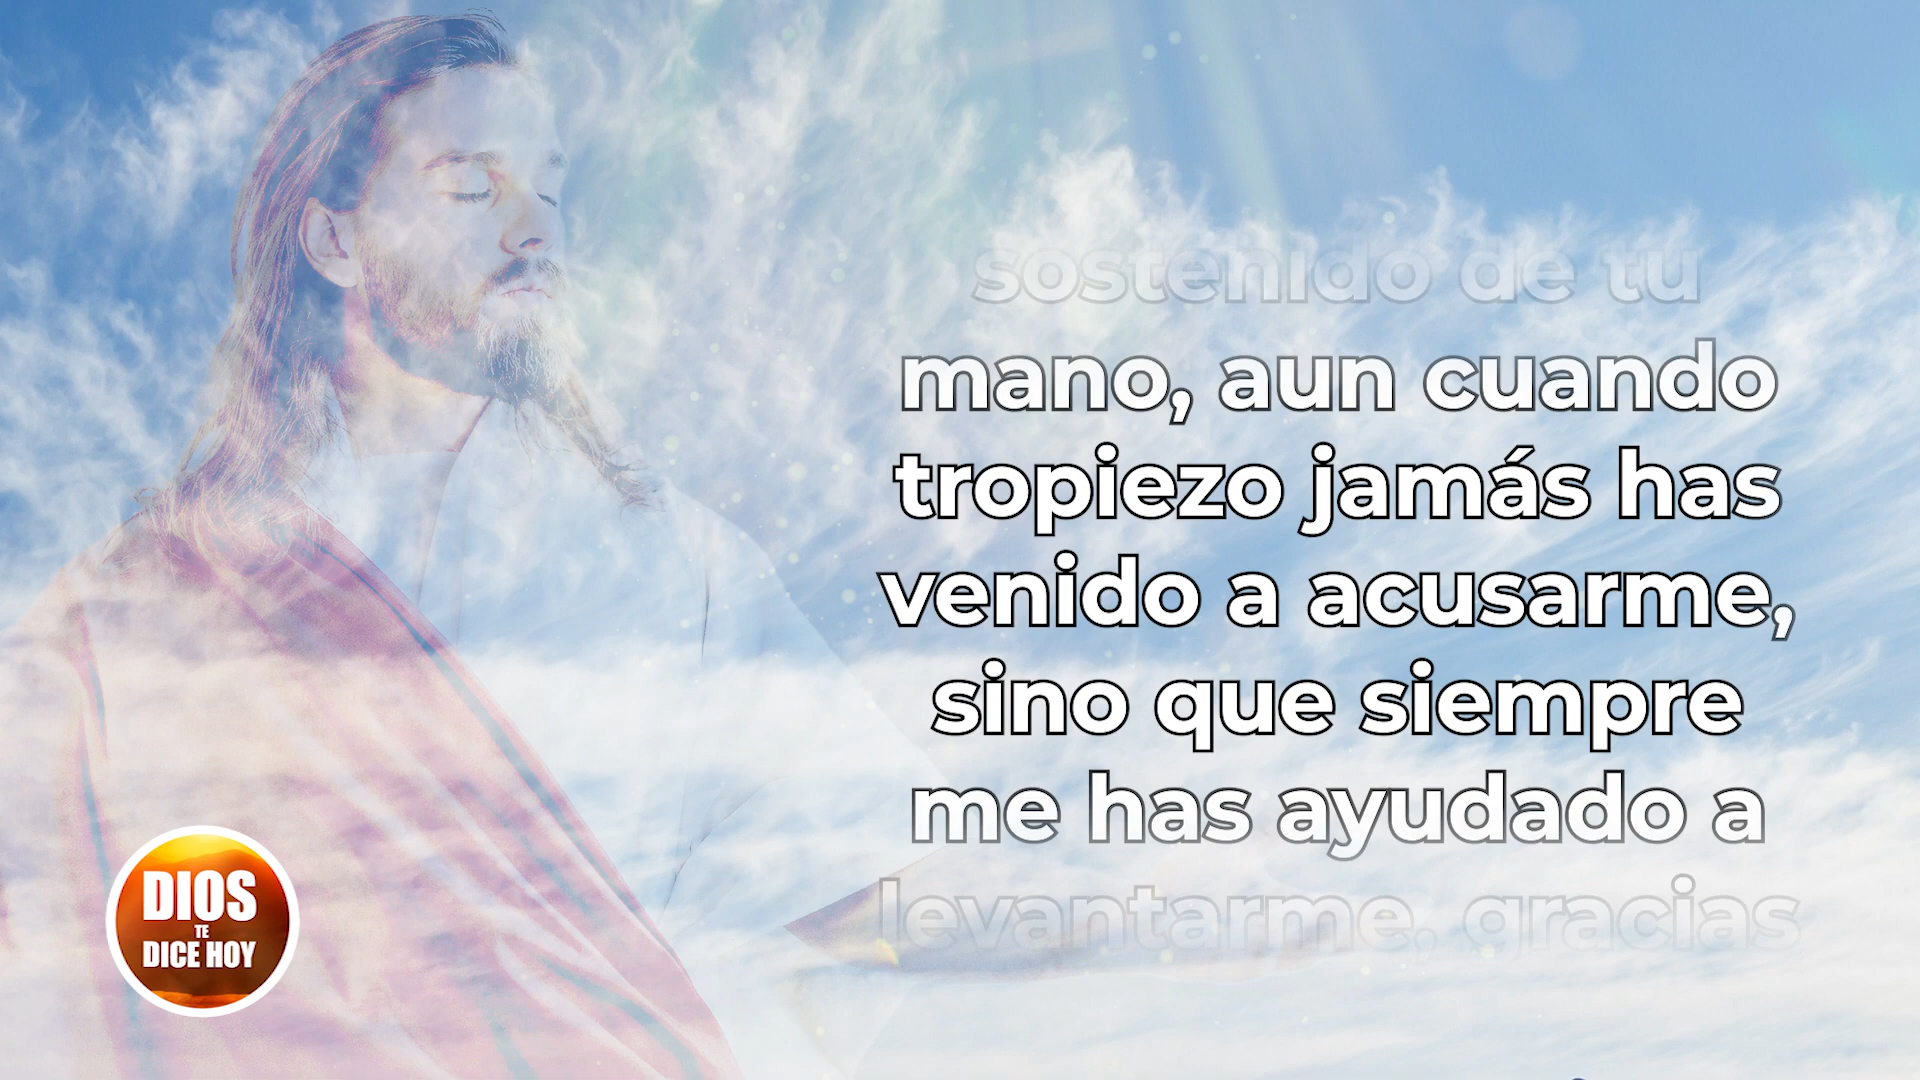 sostenido de tu
mano, aun cuando
tropiezo jamás has
venido a acusarme,
sino que siempre
me has ayudado a
levantarme, gracias
DIOS
TE
DICE HOY